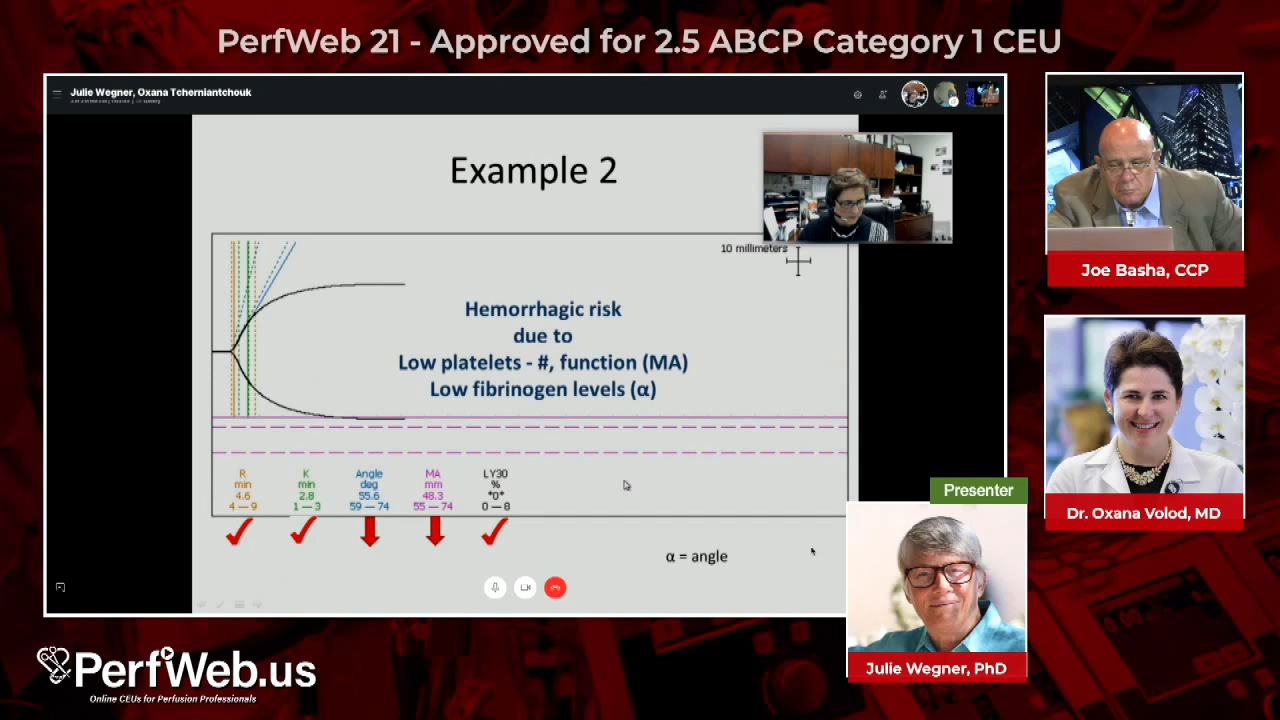 PerfWeb 21 - Approved for 2.5 ABCP Category 1 CEU
Julie Wegner, Oxana Tcherniantchouk
Example 2
10 millimeters
Hemorrhagic risk
due to
Low platelets - #, function (MA)
Low fibrinogen levels (α)
R K Angle MA LY30
min min deg mm %
4.6 2.8 55.6 48.3 *0*
4 — 9 1 — 3 59 — 74 55 — 74 0 — 8
α = angle
Joe Basha, CCP
Dr. Oxana Volod, MD
Presenter
Julie Wegner, PhD
PerfWeb.us
Online CEUs for Perfusion Professionals